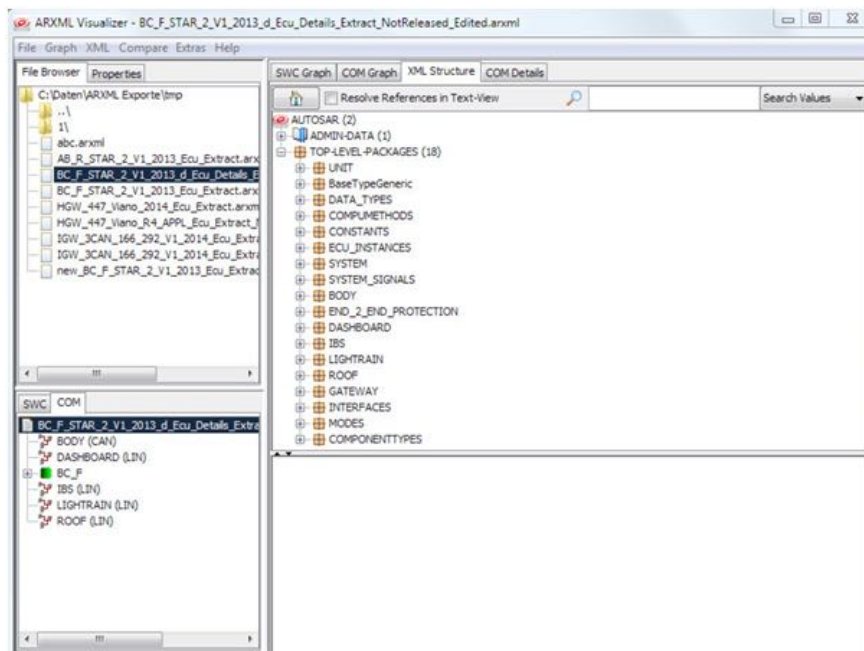 ARXML Visualizer - BC_F_STAR_2_V1_2013_d_Ecu_Details_Extract_NotReleased_Edited.arxml
File Graph XML Compare Extras Help
File Browser Properties
C:\Daten\ARXML Exporte\tmp
..\
1\
abc.arxml
AB_R_STAR_2_V1_2013_Ecu_Extract.arx
BC_F_STAR_2_V1_2013_d_Ecu_Details_E
BC_F_STAR_2_V1_2013_Ecu_Extract.arx
HGW_447_Viano_2014_Ecu_Extract.arxm
HGW_447_Viano_R4_APPL_Ecu_Extract_
IGW_3CAN_166_292_V1_2014_Ecu_Extra
IGW_3CAN_166_292_V1_2014_Ecu_Extr
new_BC_F_STAR_2_V1_2013_Ecu_Extrac
SWC COM
BC_F_STAR_2_V1_2013_d_Ecu_Details_Extra
BODY (CAN)
DASHBOARD (LIN)
BC_F
IBS (LIN)
LIGHTRAIN (LIN)
ROOF (LIN)
SWC Graph COM Graph XML Structure COM Details
Resolve References in Text-View Search Values
AUTOSAR (2)
ADMIN-DATA (1)
TOP-LEVEL-PACKAGES (18)
UNIT
BaseTypeGeneric
DATA_TYPES
COMPUMETHODS
CONSTANTS
ECU_INSTANCES
SYSTEM
SYSTEM_SIGNALS
BODY
END_2_END_PROTECTION
DASHBOARD
IBS
LIGHTRAIN
ROOF
GATEWAY
INTERFACES
MODES
COMPONENTTYPES